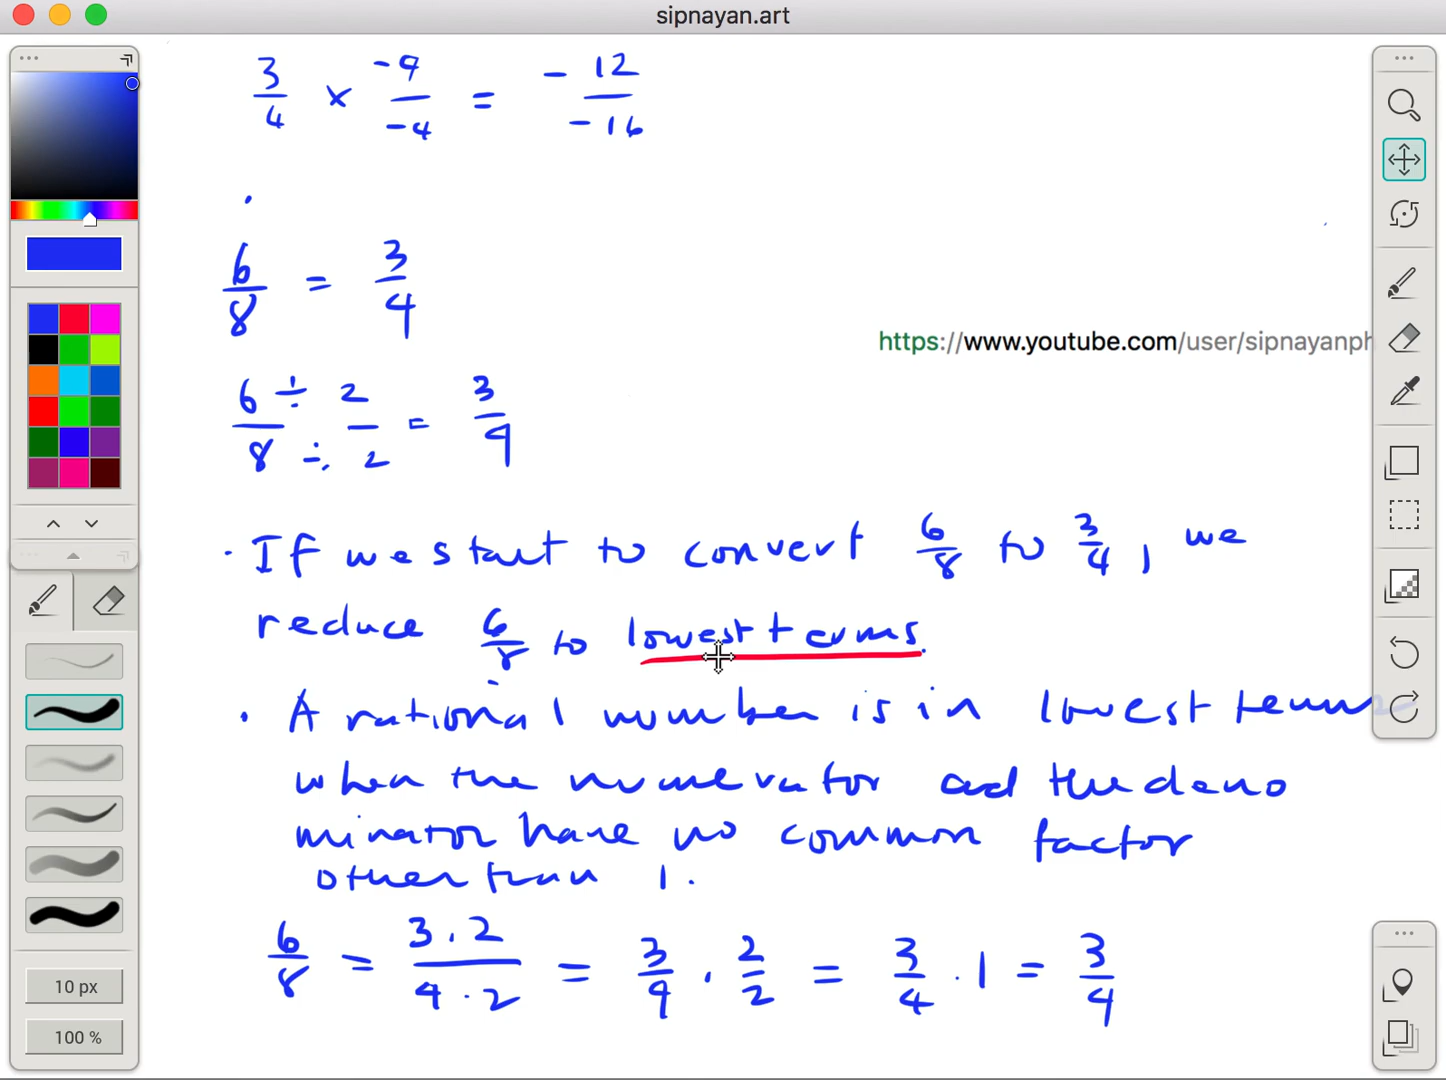 sipnayan.art
3/4 × -4/-4 = -12/-16
6/8 = 3/4
https://www.youtube.com/user/sipnayanph
6/8 ÷ 2/2 = 3/4
· If we start to convert 6/8 to 3/4, we
reduce 6/8 to lowest terms.
· A rational number is in lowest terms
when the numerator and the deno
minator have no common factor
other than 1.
6/8 = 3·2/4·2 = 3/4 · 2/2 = 3/4 · 1 = 3/4
10 px
100 %